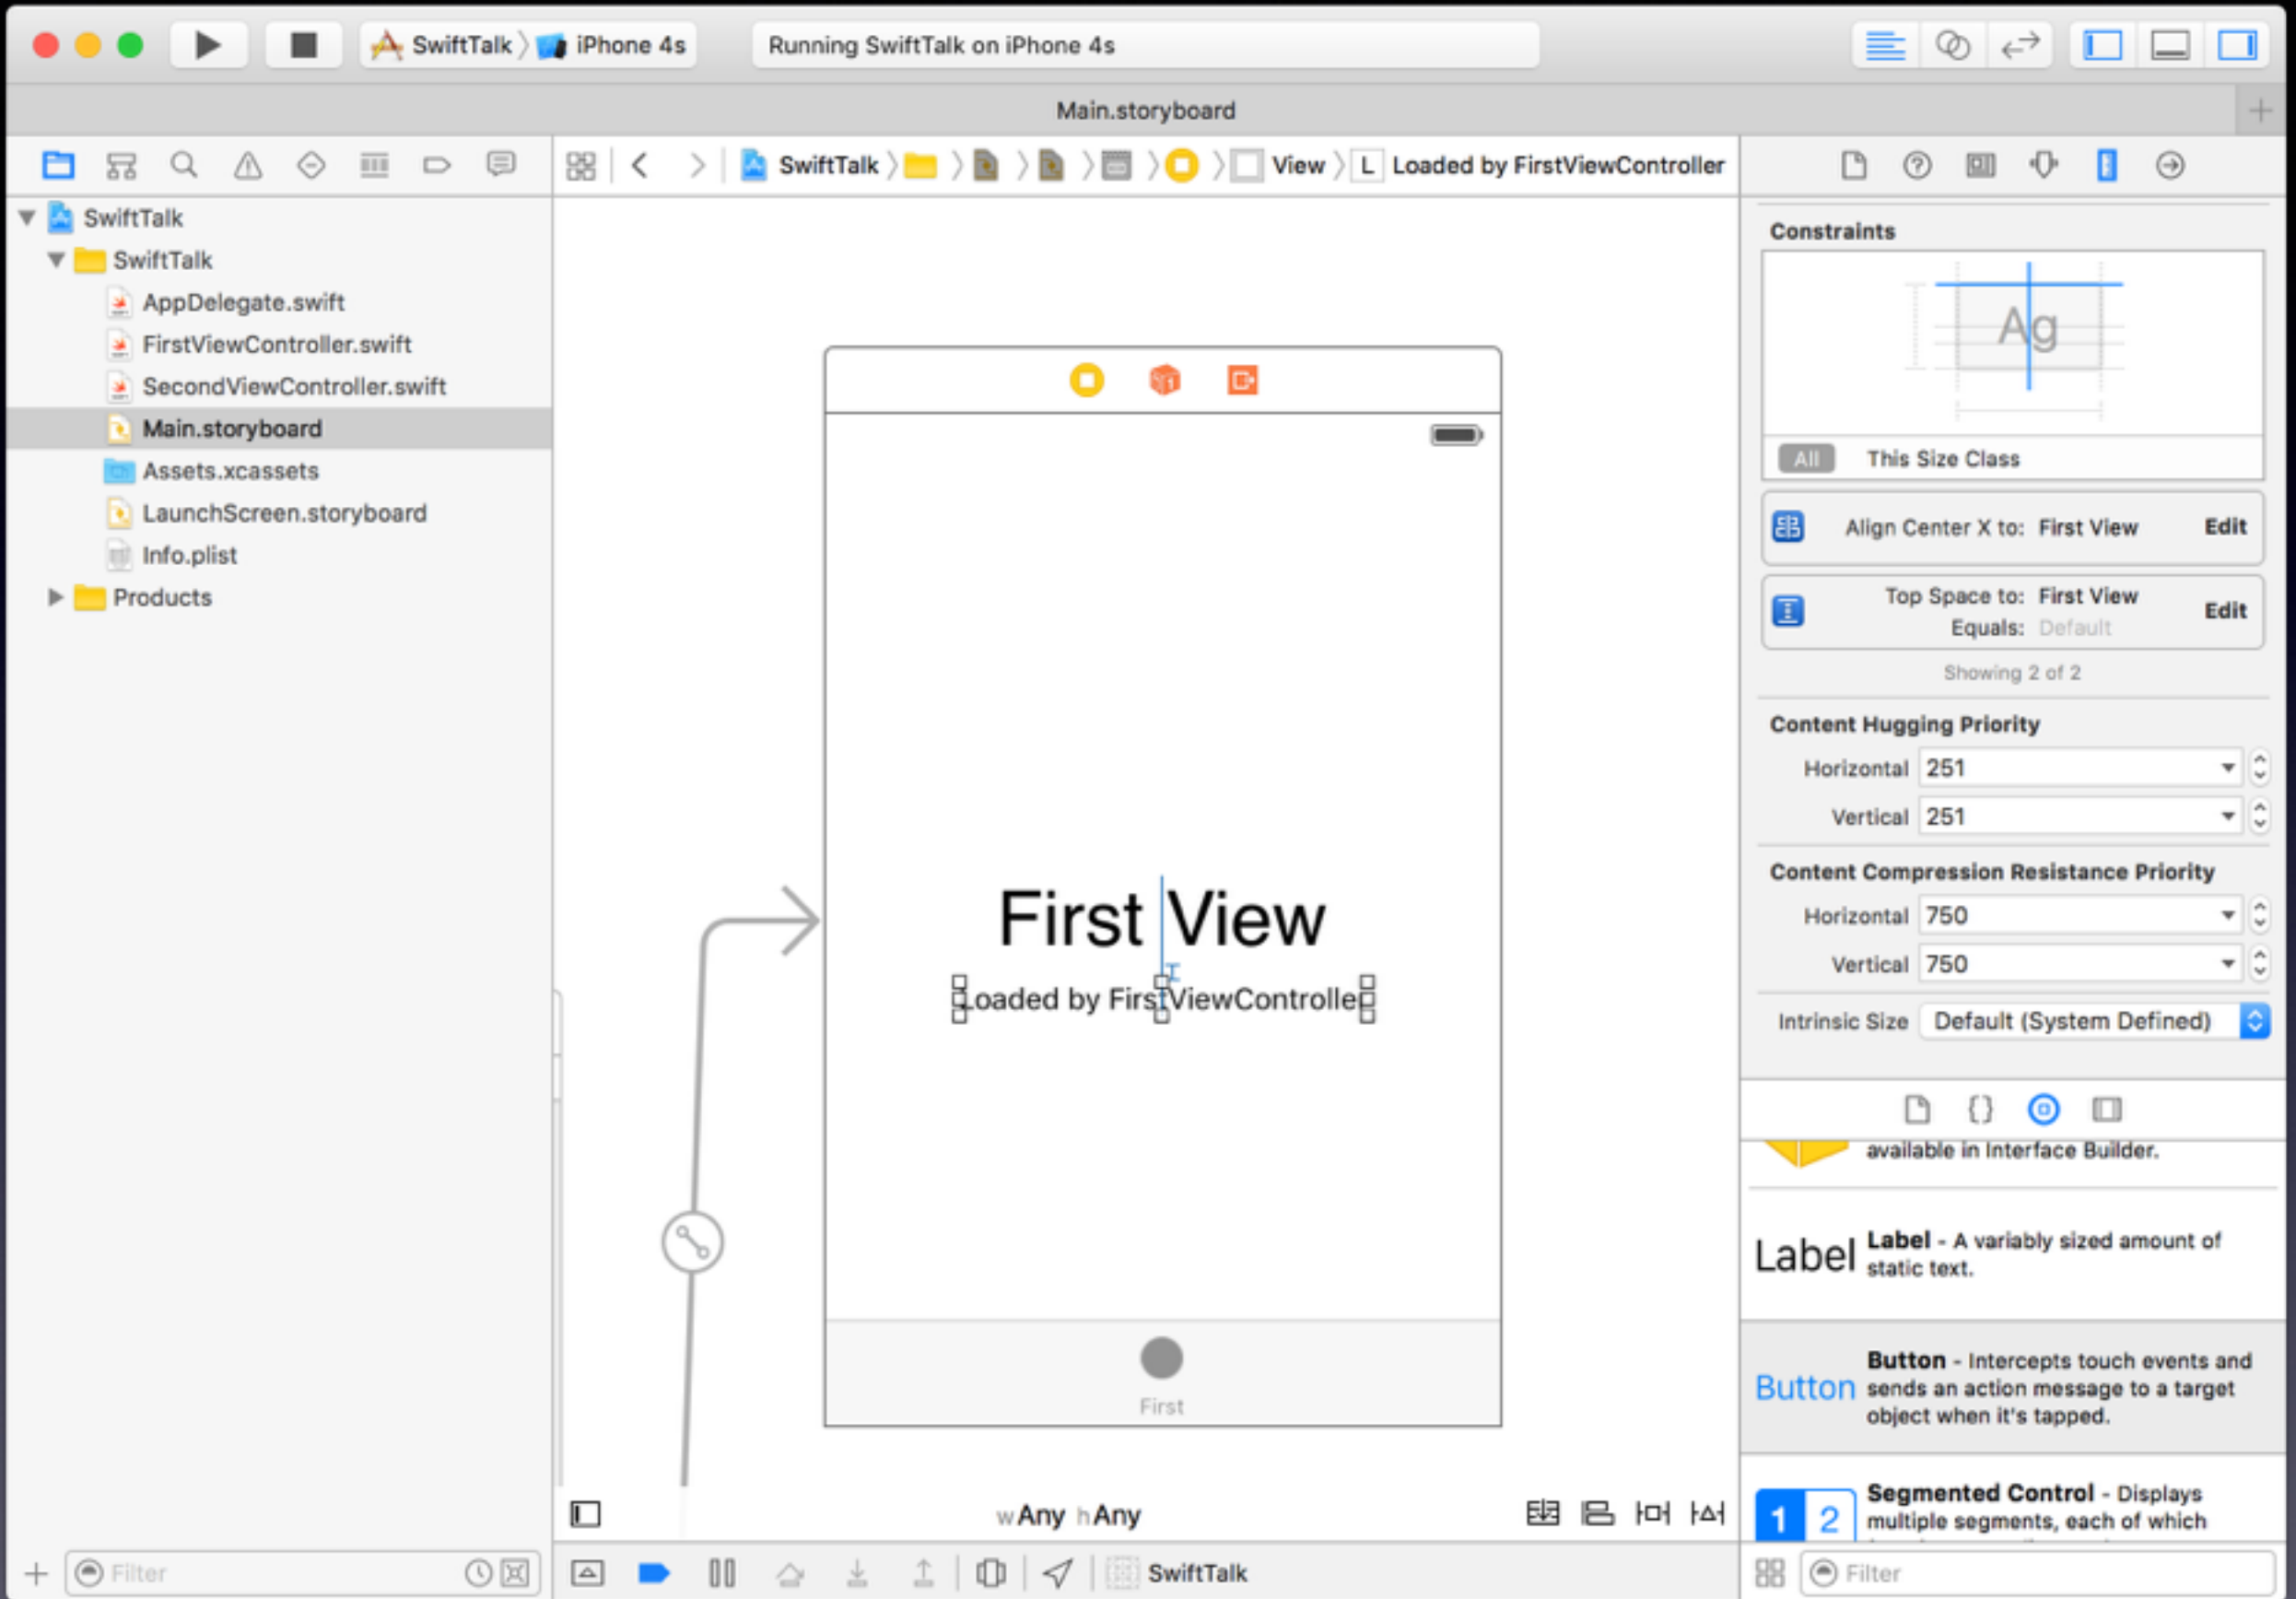 SwiftTalk
iPhone 4s
Running SwiftTalk on iPhone 4s
Main.storyboard
SwiftTalk
View
L
Loaded by FirstViewController
SwiftTalk
SwiftTalk
AppDelegate.swift
FirstViewController.swift
SecondViewController.swift
Main.storyboard
Assets.xcassets
LaunchScreen.storyboard
Info.plist
Products
Filter
First View
Loaded by FirstViewController
First
wAny hAny
SwiftTalk
Constraints
Ag
All This Size Class
Align Center X to: First View Edit
Top Space to: First View Edit
Equals: Default
Showing 2 of 2
Content Hugging Priority
Horizontal 251
Vertical 251
Content Compression Resistance Priority
Horizontal 750
Vertical 750
Intrinsic Size Default (System Defined)
available in Interface Builder.
Label
Label - A variably sized amount of
static text.
Button
Button - Intercepts touch events and
sends an action message to a target
object when it's tapped.
1 2
Segmented Control - Displays
multiple segments, each of which
Filter